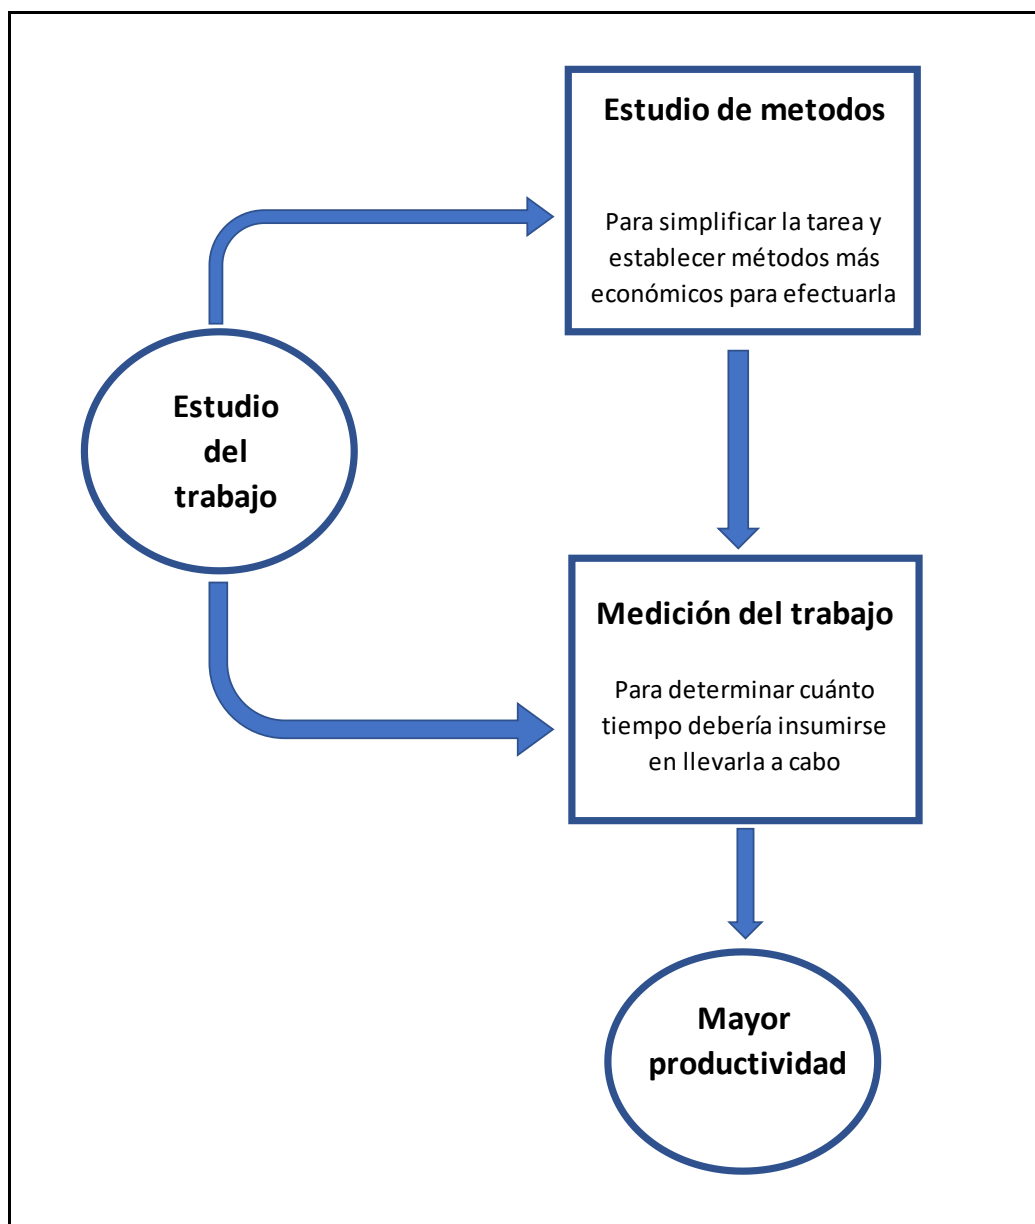 Estudio de metodos
Para simplificar la tarea y
establecer métodos más
económicos para efectuarla
Estudio
del
trabajo
Medición del trabajo
Para determinar cuánto
tiempo debería insumirse
en llevarla a cabo
Mayor
productividad